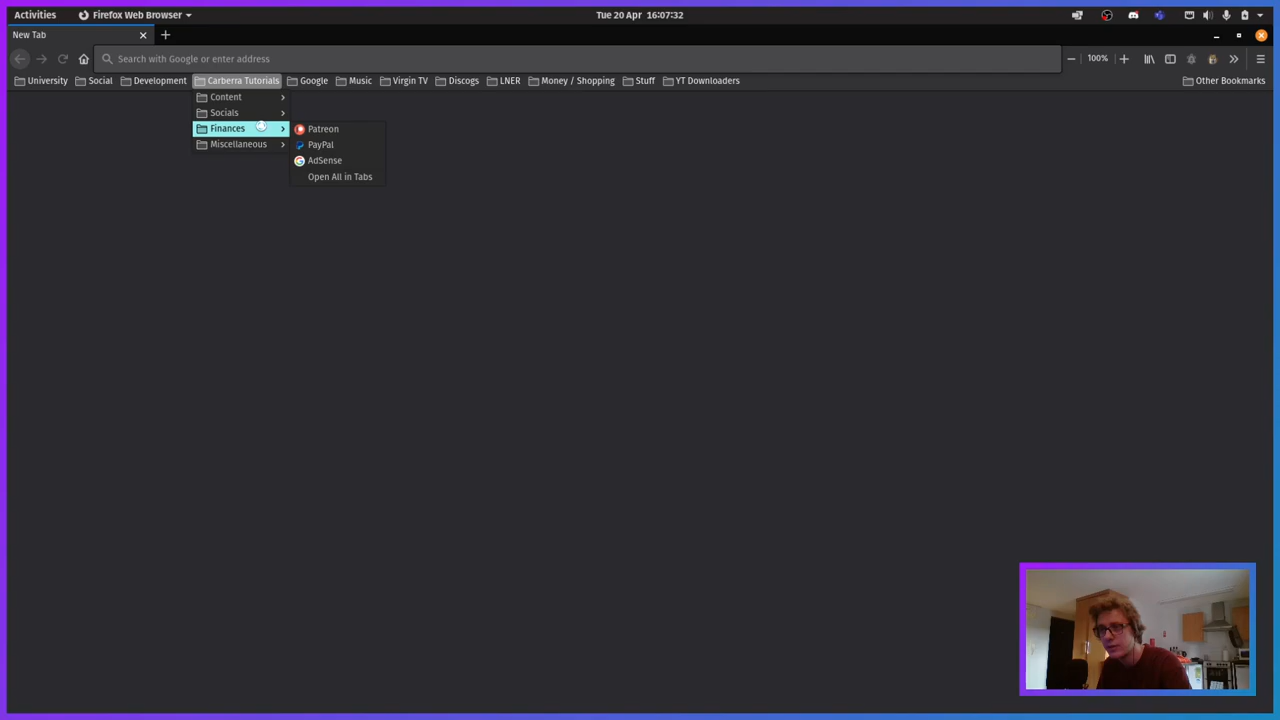 Activities Firefox Web Browser Tue 20 Apr 16:07:32
New Tab
Search with Google or enter address 100%
University Social Development Carberra Tutorials Google Music Virgin TV Discogs LNER Money / Shopping Stuff YT Downloaders Other Bookmarks
Content
Socials
Finances
Miscellaneous
Patreon
PayPal
AdSense
Open All in Tabs